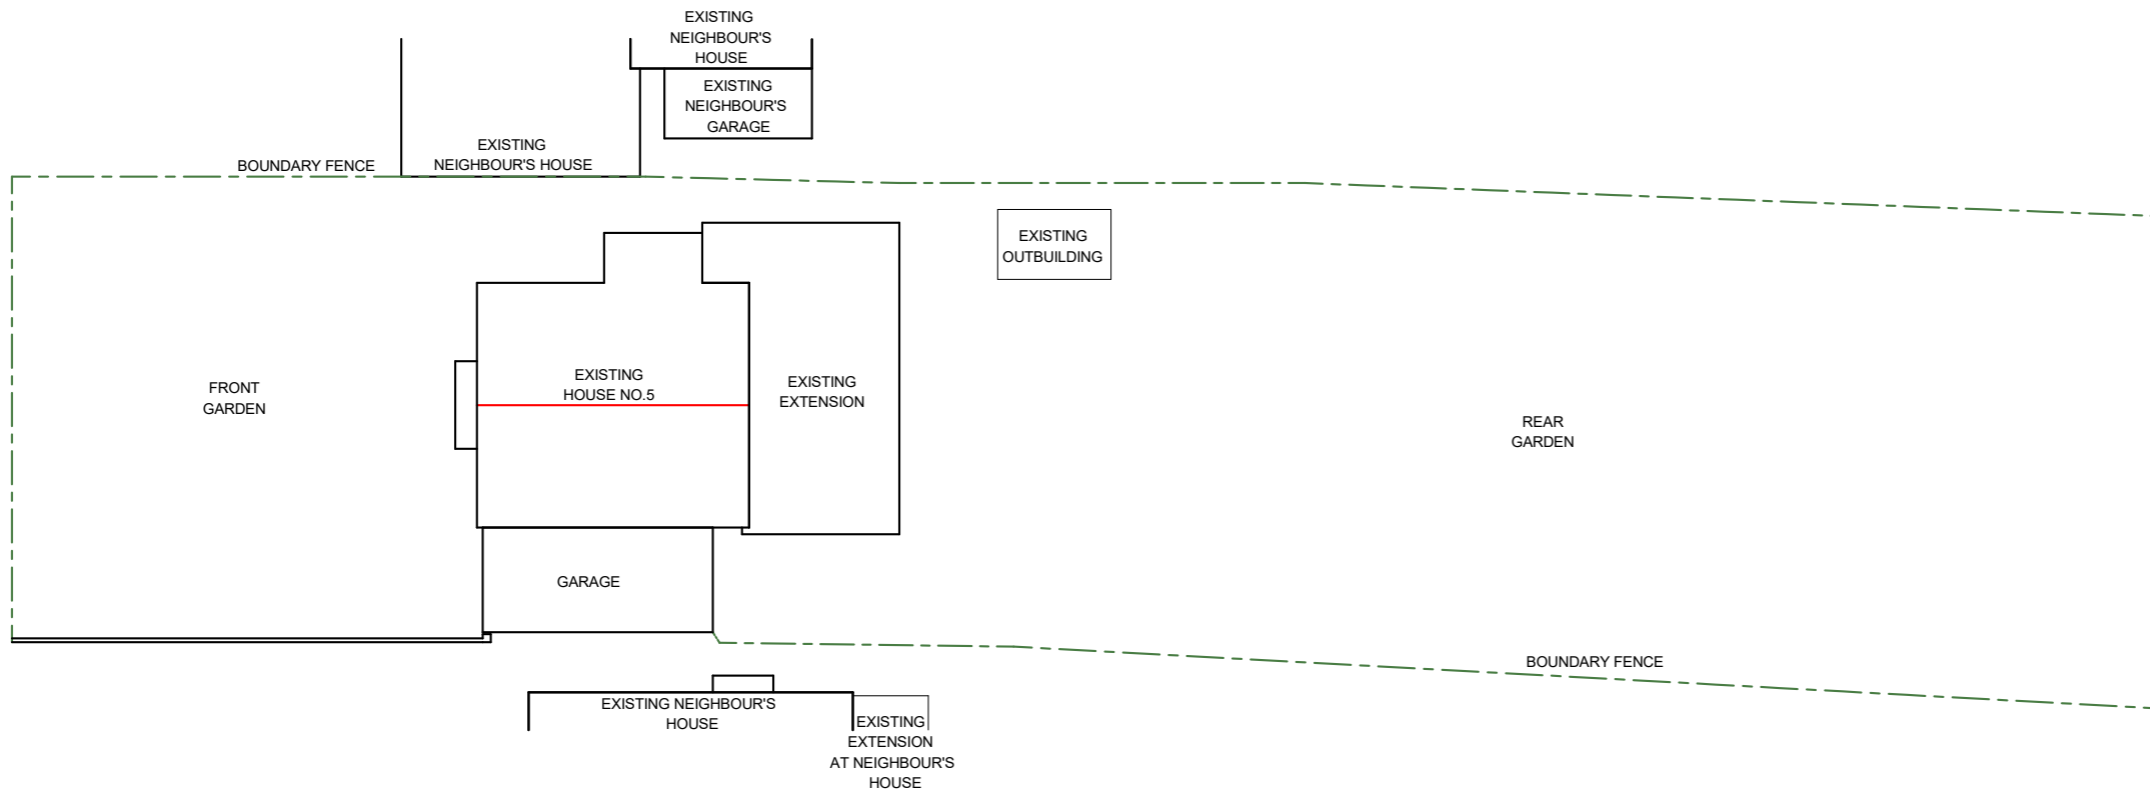 EXISTING
NEIGHBOUR'S
HOUSE
EXISTING
NEIGHBOUR'S
GARAGE
EXISTING
NEIGHBOUR'S HOUSE
BOUNDARY FENCE
EXISTING
OUTBUILDING
FRONT
GARDEN
EXISTING
HOUSE NO.5
EXISTING
EXTENSION
REAR
GARDEN
GARAGE
BOUNDARY FENCE
EXISTING NEIGHBOUR'S
HOUSE
EXISTING
EXTENSION
AT NEIGHBOUR'S
HOUSE